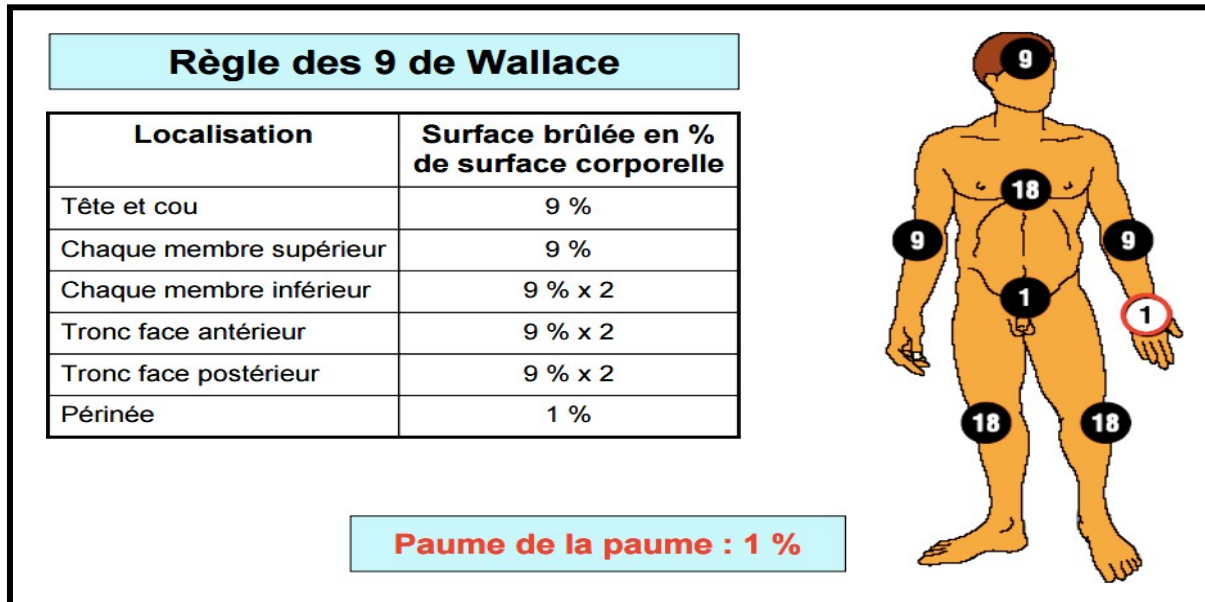 Règle des 9 de Wallace
Localisation
Surface brûlée en %
de surface corporelle
Tête et cou
9 %
Chaque membre supérieur
9 %
Chaque membre inférieur
9 % x 2
Tronc face antérieur
9 % x 2
Tronc face postérieur
9 % x 2
Périnée
1 %
Paume de la paume : 1 %
9
18
9
9
1
1
18
18